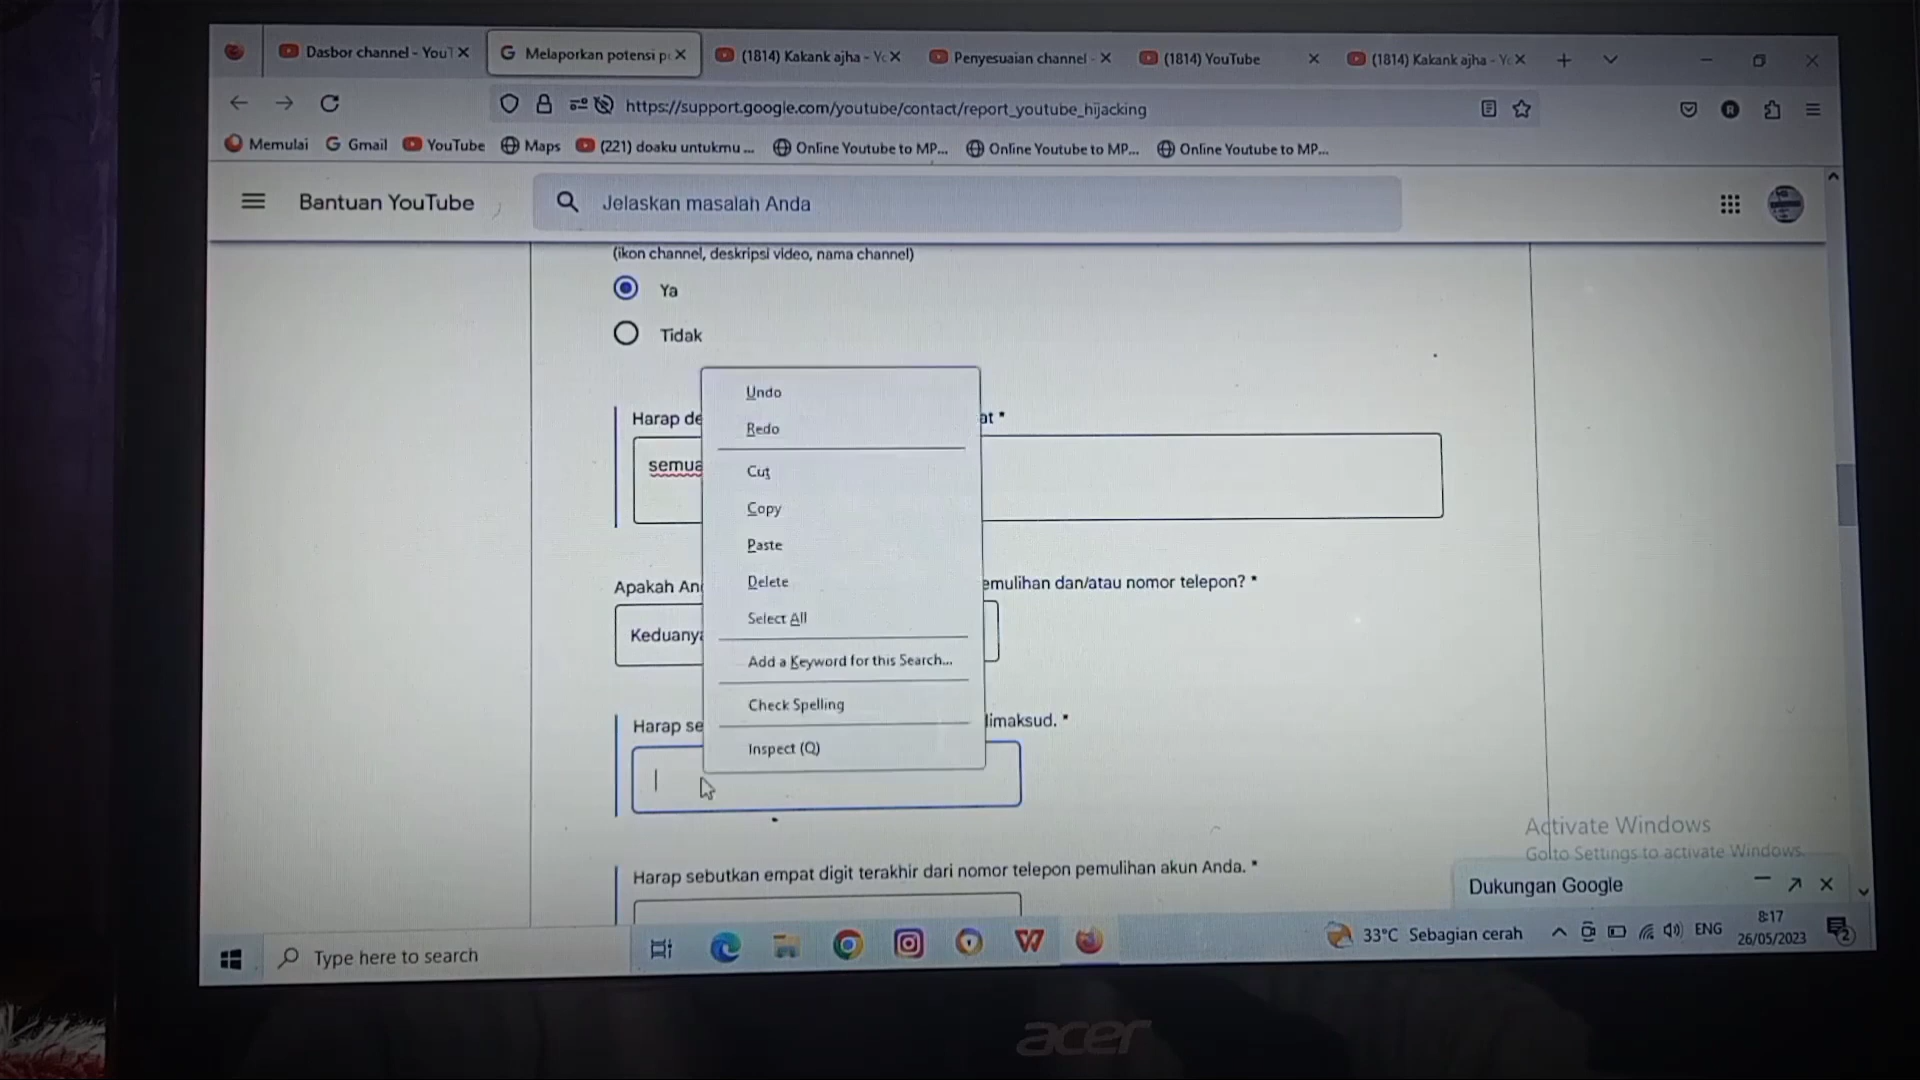 Dasbor channel - YouT
Melaporkan potensi p
(1814) Kakank ajha - Yo
Penyesuaian channel -
(1814) YouTube
(1814) Kakank ajha - Yo
https://support.google.com/youtube/contact/report_youtube_hijacking
Memulai
Gmail
YouTube
Maps
(221) doaku untukmu ...
Online Youtube to MP...
Online Youtube to MP...
Online Youtube to MP...
Bantuan YouTube
Jelaskan masalah Anda
(ikon channel, deskripsi video, nama channel)
Ya
Tidak
Undo
Harap de
at *
Redo
semua
Cut
Copy
Paste
Apakah An
emulihan dan/atau nomor telepon? *
Delete
Select All
Keduanya
Add a Keyword for this Search...
Check Spelling
Harap se
limaksud. *
Inspect (Q)
Activate Windows
Go to Settings to activate Windows.
Harap sebutkan empat digit terakhir dari nomor telepon pemulihan akun Anda. *
Dukungan Google
Type here to search
33°C Sebagian cerah
ENG
8:17
26/05/2023
2
acer